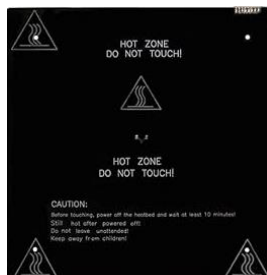 HOT ZONE
DO NOT TOUCH!
HOT ZONE
DO NOT TOUCH!
CAUTION:
Before touching, power off the heatbed and wait at least 10 minutes!
Still hot after powered off!
Do not leave unattended!
Keep away from children!